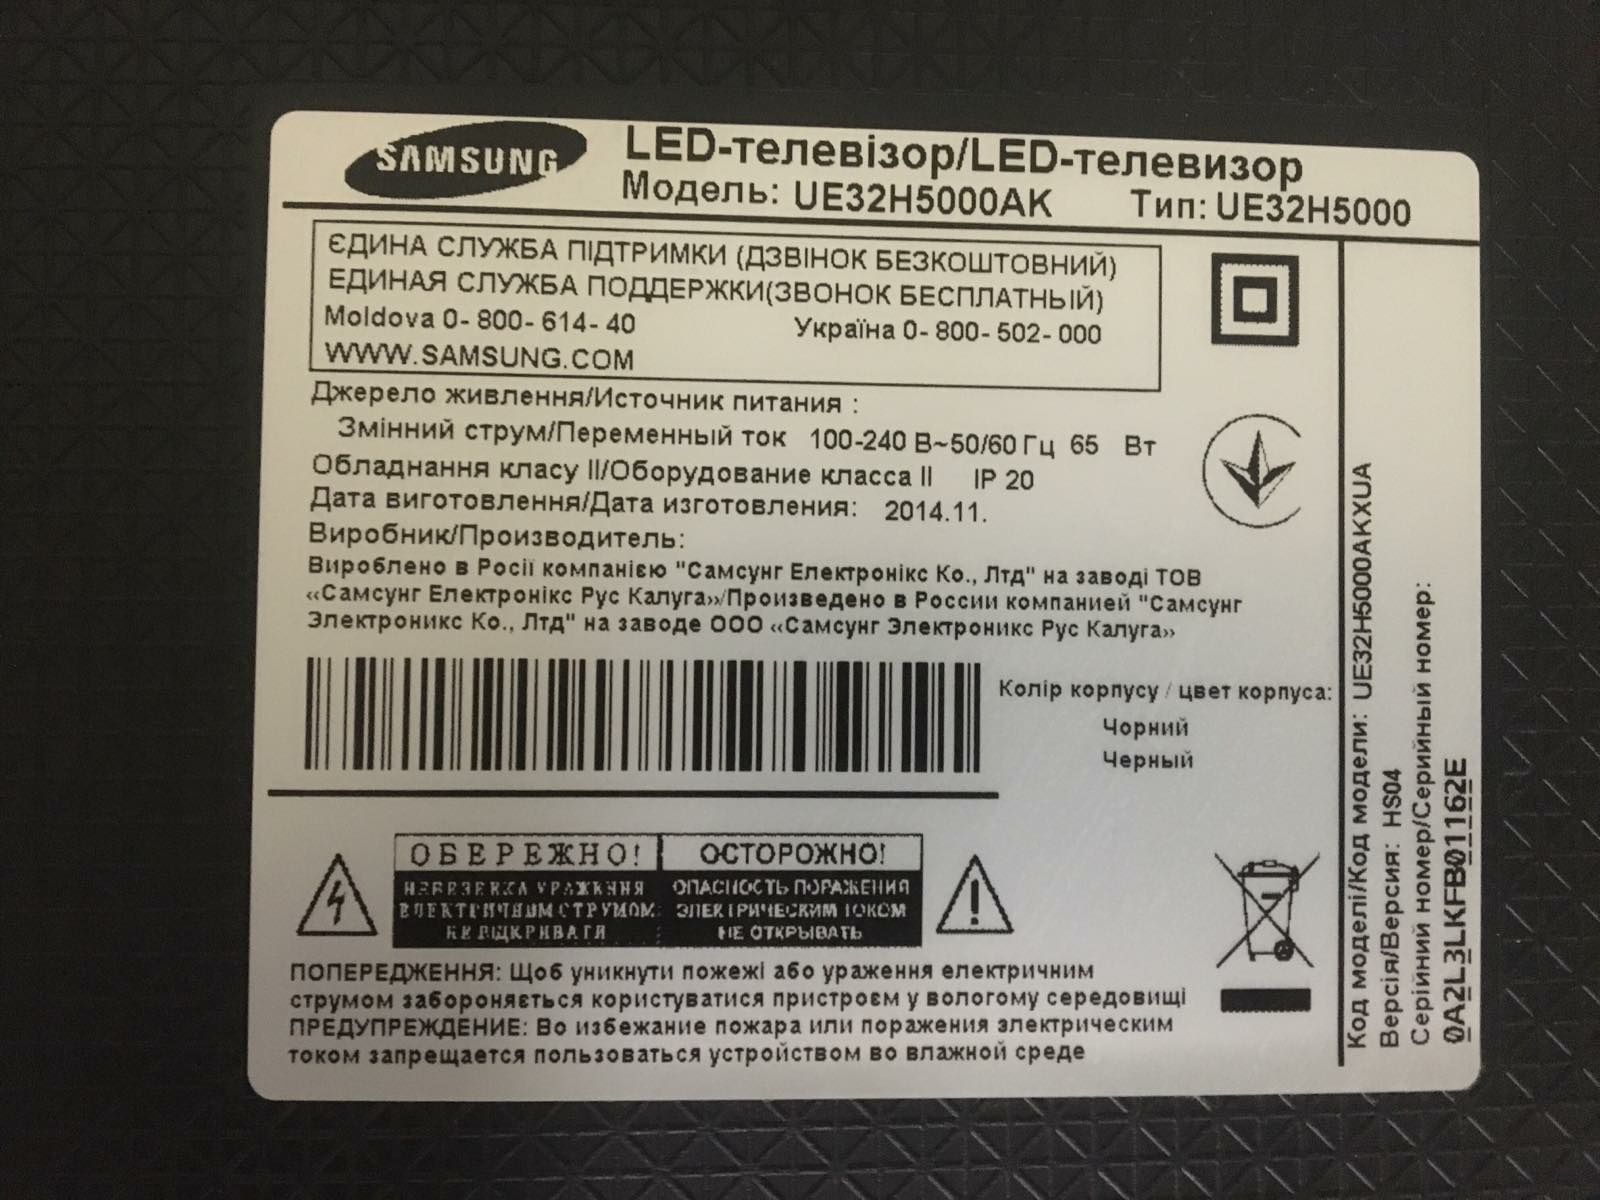 SAMSUNG
LED-телевізор/LED-телевизор
Модель: UE32H5000AK Тип: UE32H5000
ЄДИНА СЛУЖБА ПІДТРИМКИ (ДЗВІНОК БЕЗКОШТОВНИЙ)
ЕДИНАЯ СЛУЖБА ПОДДЕРЖКИ(ЗВОНОК БЕСПЛАТНЫЙ)
Moldova 0- 800- 614- 40 Україна 0- 800- 502- 000
WWW.SAMSUNG.COM
Джерело живлення/Источник питания :
Змінний струм/Переменный ток 100-240 В~50/60 Гц 65 Вт
Обладнання класу II/Оборудование класса II IP 20
Дата виготовлення/Дата изготовления: 2014.11.
Виробник/Производитель:
Вироблено в Росії компанією "Самсунг Електронікс Ко., Лтд" на заводі ТОВ
«Самсунг Електронікс Рус Калуга»/Произведено в России компанией "Самсунг
Электроникс Ко., Лтд" на заводе ООО «Самсунг Электроникс Рус Калуга»
Колір корпусу / цвет корпуса:
Чорний
Черный
ОБЕРЕЖНО! ОСТОРОЖНО!
НЕБЕЗПЕКА УРАЖЕННЯ ОПАСНОСТЬ ПОРАЖЕНИЯ
ЕЛЕКТРИЧНИМ СТРУМОМ: ЭЛЕКТРИЧЕСКИМ ТОКОМ
НЕ ВІДКРИВАТИ НЕ ОТКРЫВАТЬ
ПОПЕРЕДЖЕННЯ: Щоб уникнути пожежі або ураження електричним
струмом забороняється користуватися пристроєм у вологому середовищі
ПРЕДУПРЕЖДЕНИЕ: Во избежание пожара или поражения электрическим
током запрещается пользоваться устройством во влажной среде
Код моделі/Код модели: UE32H5000AKXUA
Версія/Версия: HS04
Серійний номер/Серийный номер:
0A2L3LKFB01162E